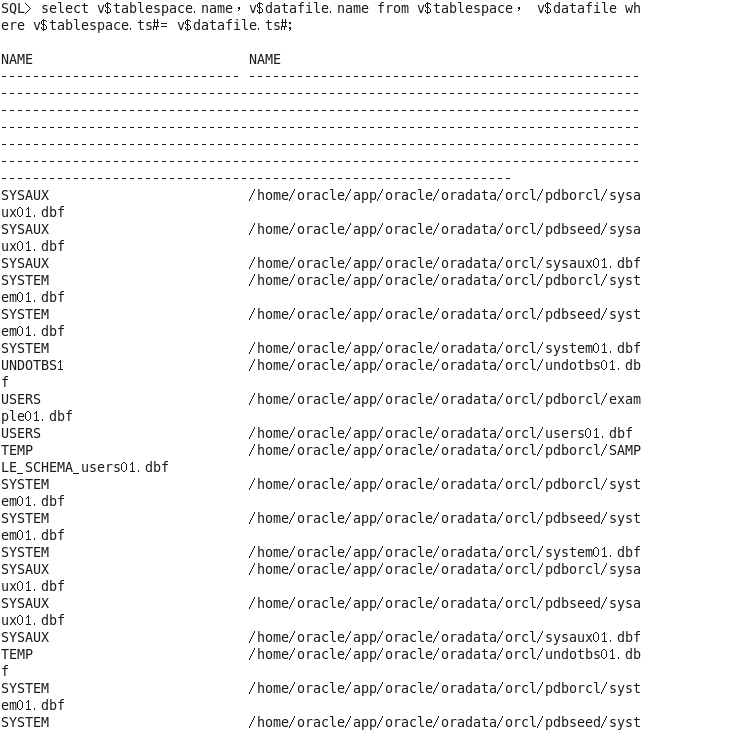 SQL> select v$tablespace.name，v$datafile.name from v$tablespace， v$datafile wh
ere v$tablespace.ts#= v$datafile.ts#;
NAME                           NAME
------------------------------ -------------------------------------------------
--------------------------------------------------------------------------------
--------------------------------------------------------------------------------
--------------------------------------------------------------------------------
--------------------------------------------------------------------------------
--------------------------------------------------------------------------------
----------------------------------------------------------------
SYSAUX                         /home/oracle/app/oracle/oradata/orcl/pdborcl/sysa
ux01.dbf
SYSAUX                         /home/oracle/app/oracle/oradata/orcl/pdbseed/sysa
ux01.dbf
SYSAUX                         /home/oracle/app/oracle/oradata/orcl/sysaux01.dbf
SYSTEM                         /home/oracle/app/oracle/oradata/orcl/pdborcl/syst
em01.dbf
SYSTEM                         /home/oracle/app/oracle/oradata/orcl/pdbseed/syst
em01.dbf
SYSTEM                         /home/oracle/app/oracle/oradata/orcl/system01.dbf
UNDOTBS1                       /home/oracle/app/oracle/oradata/orcl/undotbs01.db
f
USERS                          /home/oracle/app/oracle/oradata/orcl/pdborcl/exam
ple01.dbf
USERS                          /home/oracle/app/oracle/oradata/orcl/users01.dbf
TEMP                           /home/oracle/app/oracle/oradata/orcl/pdborcl/SAMP
LE_SCHEMA_users01.dbf
SYSTEM                         /home/oracle/app/oracle/oradata/orcl/pdborcl/syst
em01.dbf
SYSTEM                         /home/oracle/app/oracle/oradata/orcl/pdbseed/syst
em01.dbf
SYSTEM                         /home/oracle/app/oracle/oradata/orcl/system01.dbf
SYSAUX                         /home/oracle/app/oracle/oradata/orcl/pdborcl/sysa
ux01.dbf
SYSAUX                         /home/oracle/app/oracle/oradata/orcl/pdbseed/sysa
ux01.dbf
SYSAUX                         /home/oracle/app/oracle/oradata/orcl/sysaux01.dbf
TEMP                           /home/oracle/app/oracle/oradata/orcl/undotbs01.db
f
SYSTEM                         /home/oracle/app/oracle/oradata/orcl/pdborcl/syst
em01.dbf
SYSTEM                         /home/oracle/app/oracle/oradata/orcl/pdbseed/syst